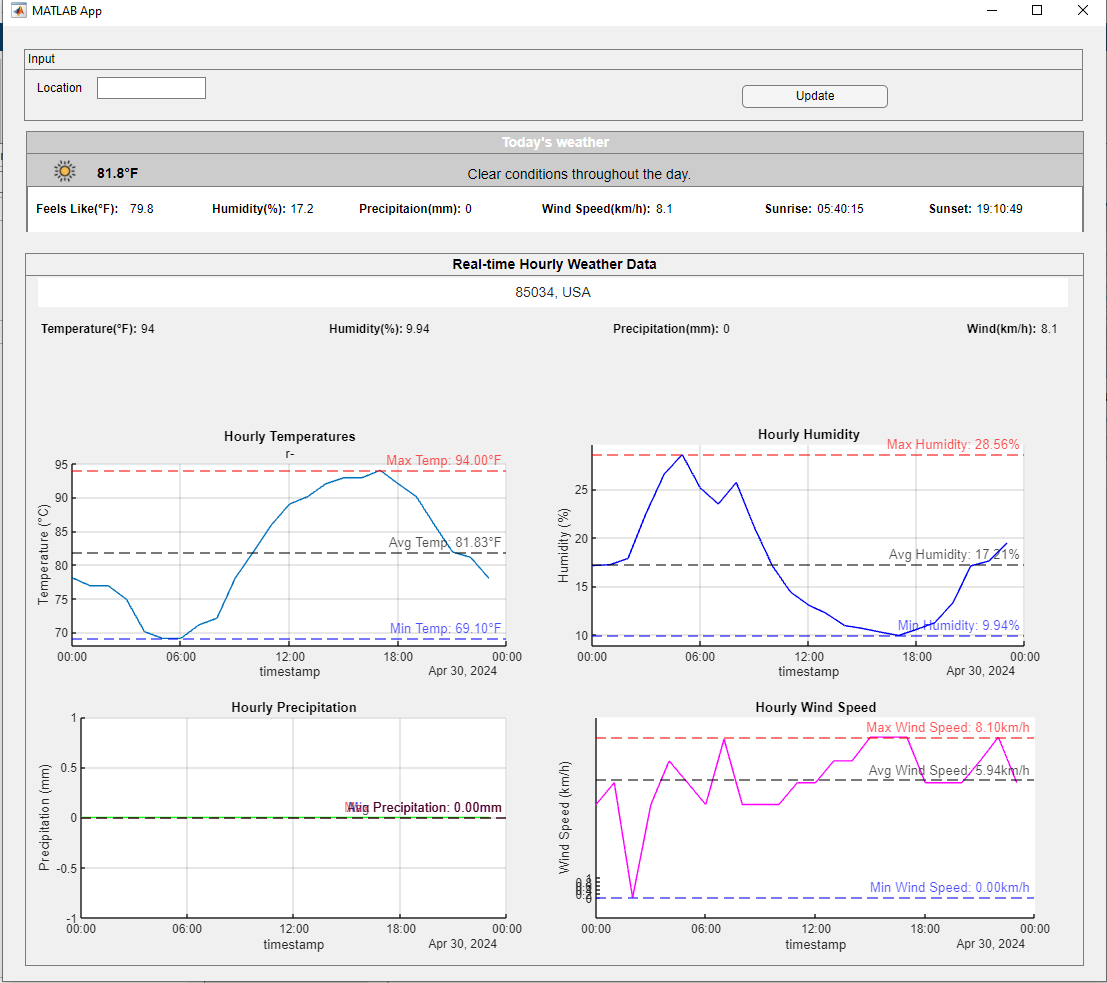 MATLAB App
Input
Location
Update
Today's weather
81.8°F
Clear conditions throughout the day.
Feels Like(°F): 79.8 Humidity(%): 17.2 Precipitaion(mm): 0 Wind Speed(km/h): 8.1 Sunrise: 05:40:15 Sunset: 19:10:49
Real-time Hourly Weather Data
85034, USA
Temperature(°F): 94 Humidity(%): 9.94 Precipitation(mm): 0 Wind(km/h): 8.1
Hourly Temperatures
r-
Max Temp: 94.00°F
Avg Temp: 81.83°F
Min Temp: 69.10°F
Temperature (°C)
95
90
85
80
75
70
00:00 06:00 12:00 18:00 00:00
timestamp
Apr 30, 2024
Hourly Humidity
Max Humidity: 28.56%
Avg Humidity: 17.21%
Min Humidity: 9.94%
Humidity (%)
25
20
15
10
00:00 06:00 12:00 18:00 00:00
timestamp
Apr 30, 2024
Hourly Precipitation
Precipitation: 0.00mm
Precipitation (mm)
1
0.5
0
-0.5
-1
00:00 06:00 12:00 18:00 00:00
timestamp
Apr 30, 2024
Hourly Wind Speed
Max Wind Speed: 8.10km/h
Avg Wind Speed: 5.94km/h
Min Wind Speed: 0.00km/h
Wind Speed (km/h)
00:00 06:00 12:00 18:00 00:00
timestamp
Apr 30, 2024